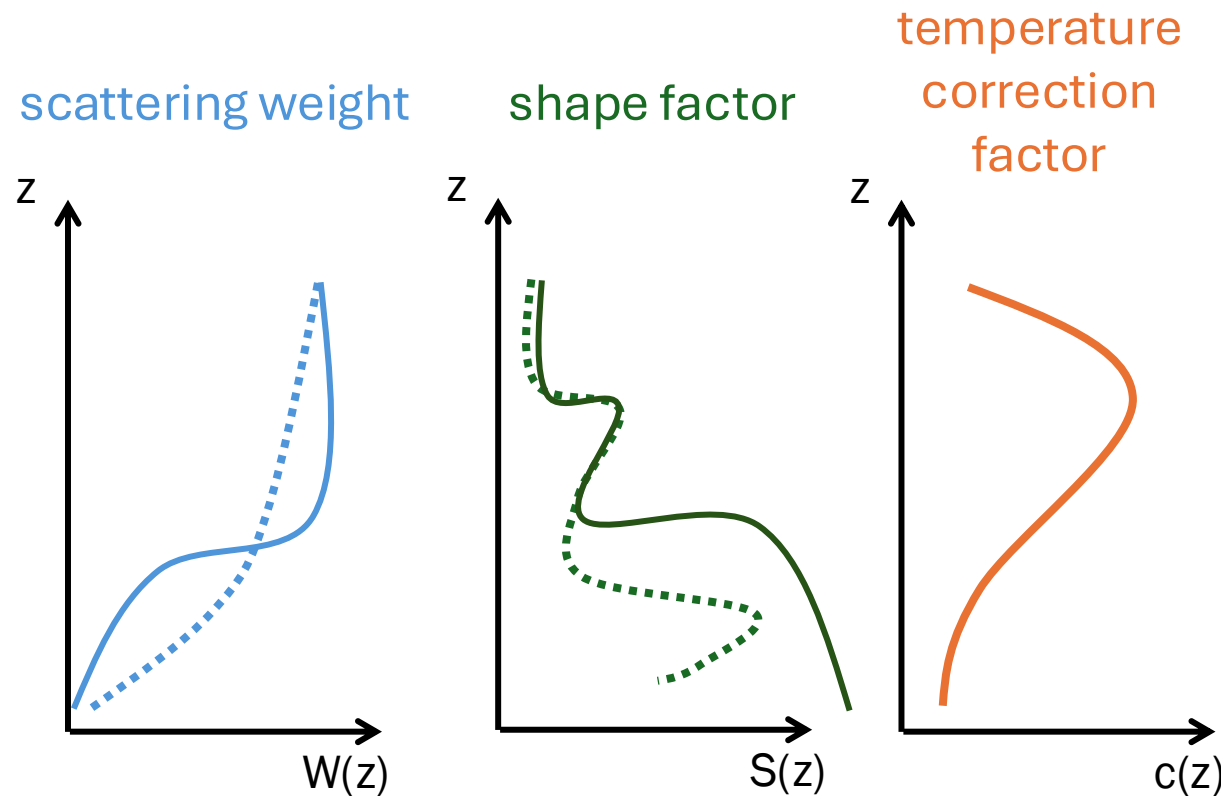 scattering weight
shape factor
temperature
correction
factor
z
z
z
W(z)
S(z)
c(z)